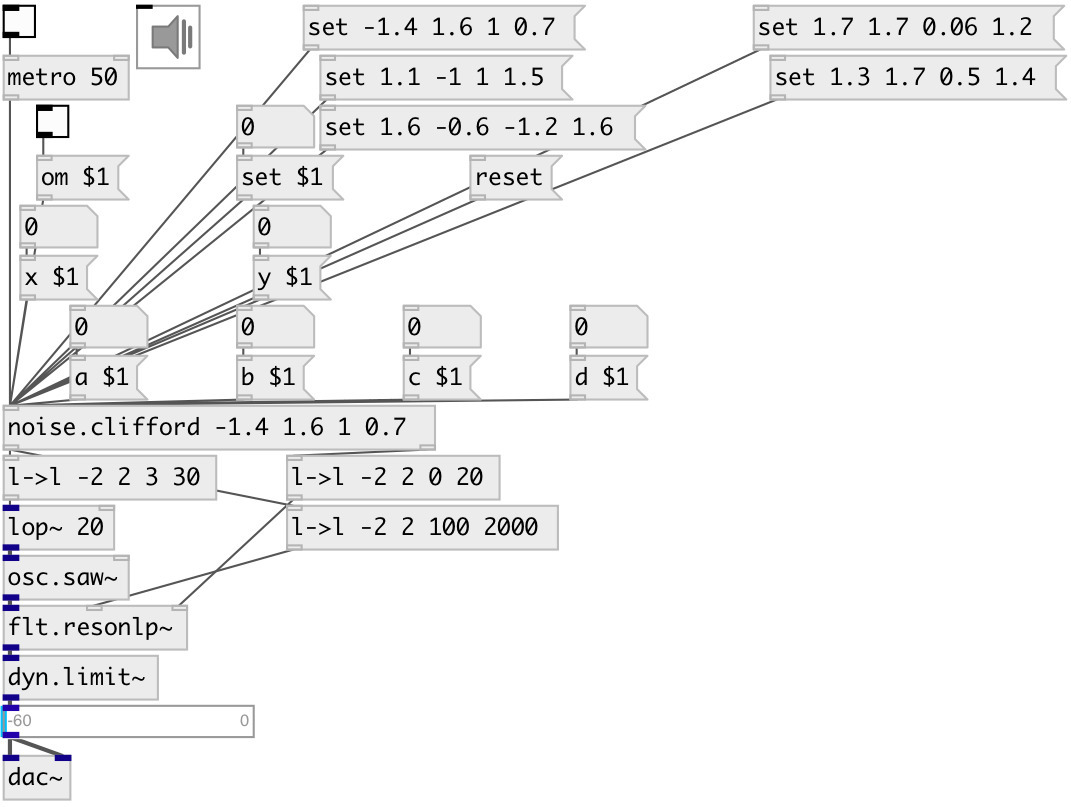 set -1.4 1.6 1 0.7
set 1.7 1.7 0.06 1.2
metro 50
set 1.1 -1 1 1.5
set 1.3 1.7 0.5 1.4
0
set 1.6 -0.6 -1.2 1.6
om $1
set $1
reset
0
0
x $1
y $1
0
0
0
0
a $1
b $1
c $1
d $1
noise.clifford -1.4 1.6 1 0.7
l->l -2 2 3 30
l->l -2 2 0 20
lop~ 20
l->l -2 2 100 2000
osc.saw~
flt.resonlp~
dyn.limit~
-60
0
dac~